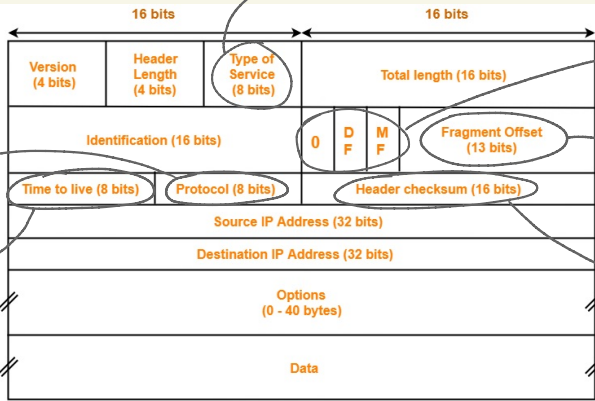 16 bits
16 bits
Version
(4 bits)
Header
Length
(4 bits)
Type of
Service
(8 bits)
Total length (16 bits)
Identification (16 bits)
0
D
F
M
F
Fragment Offset
(13 bits)
Time to live (8 bits)
Protocol (8 bits)
Header checksum (16 bits)
Source IP Address (32 bits)
Destination IP Address (32 bits)
Options
(0 - 40 bytes)
Data